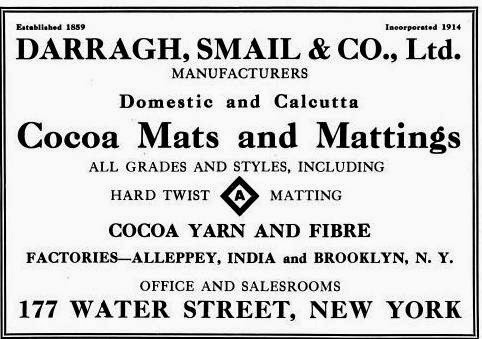 Established 1859 Incorporated 1914
DARRAGH, SMAIL & CO., Ltd.
MANUFACTURERS
Domestic and Calcutta
Cocoa Mats and Mattings
ALL GRADES AND STYLES, INCLUDING
HARD TWIST A MATTING
COCOA YARN AND FIBRE
FACTORIES—ALLEPPEY, INDIA and BROOKLYN, N. Y.
OFFICE AND SALESROOMS
177 WATER STREET, NEW YORK